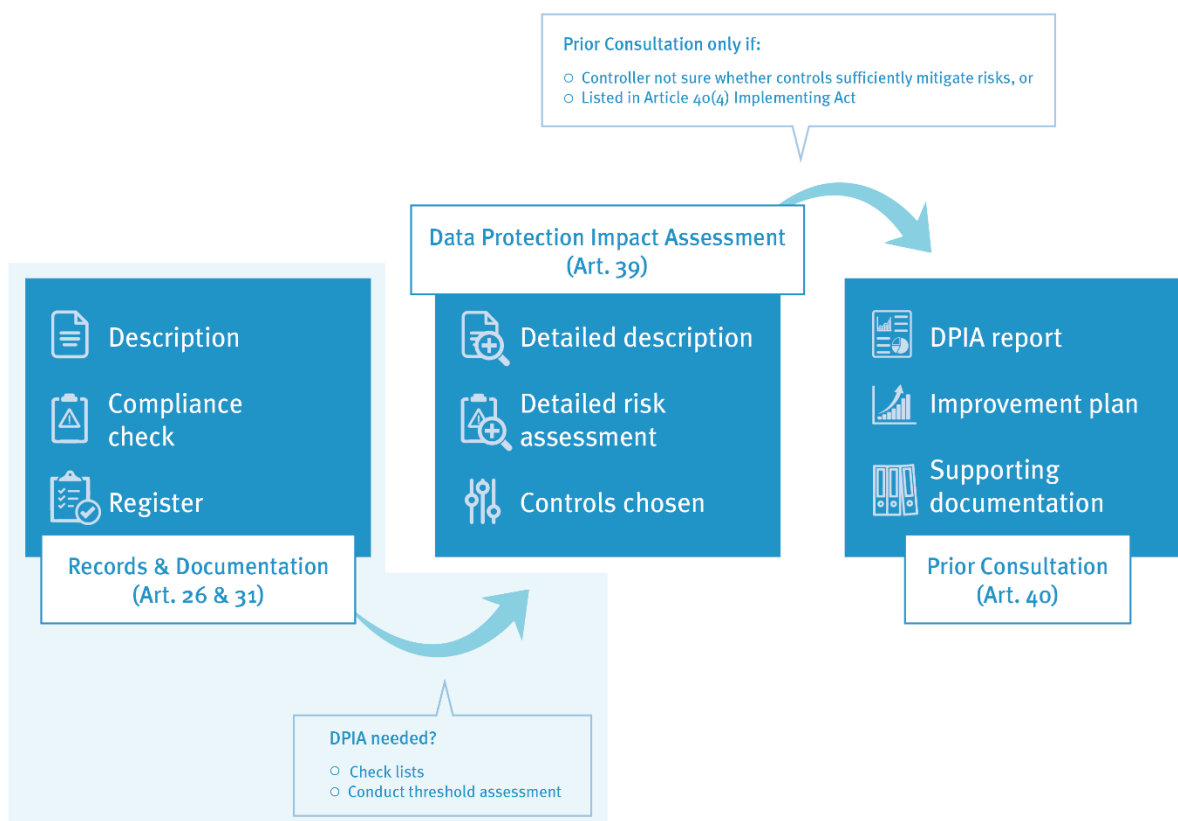 Prior Consultation only if:
○ Controller not sure whether controls sufficiently mitigate risks, or
○ Listed in Article 40(4) Implementing Act
Data Protection Impact Assessment
(Art. 39)
Description
Compliance
check
Register
Records & Documentation
(Art. 26 & 31)
Detailed description
Detailed risk
assessment
Controls chosen
DPIA report
Improvement plan
Supporting
documentation
Prior Consultation
(Art. 40)
DPIA needed?
○ Check lists
○ Conduct threshold assessment